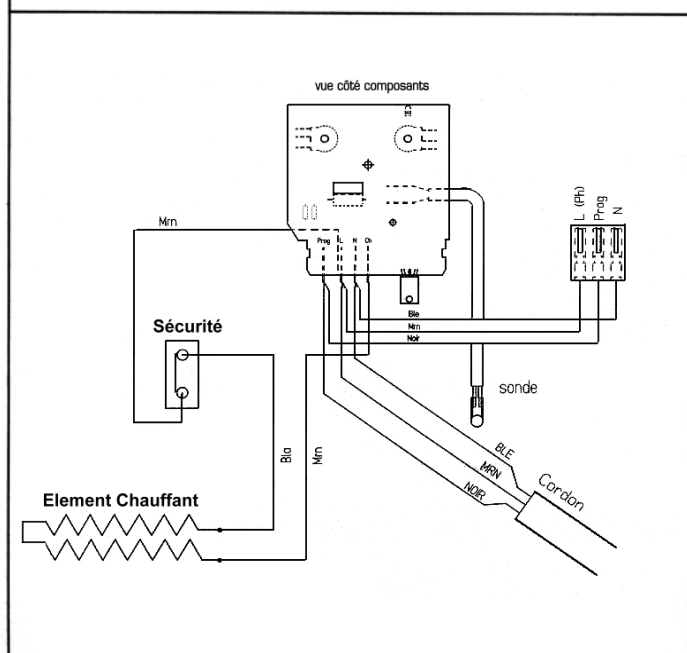 vue côté composants
L (Ph)
Prog
N
Mrn
Prog
L
N
Ch
Ble
Mrn
Noir
Sécurité
sonde
Bla
Mrn
BLE
MRN
NOIR
Cordon
Element Chauffant